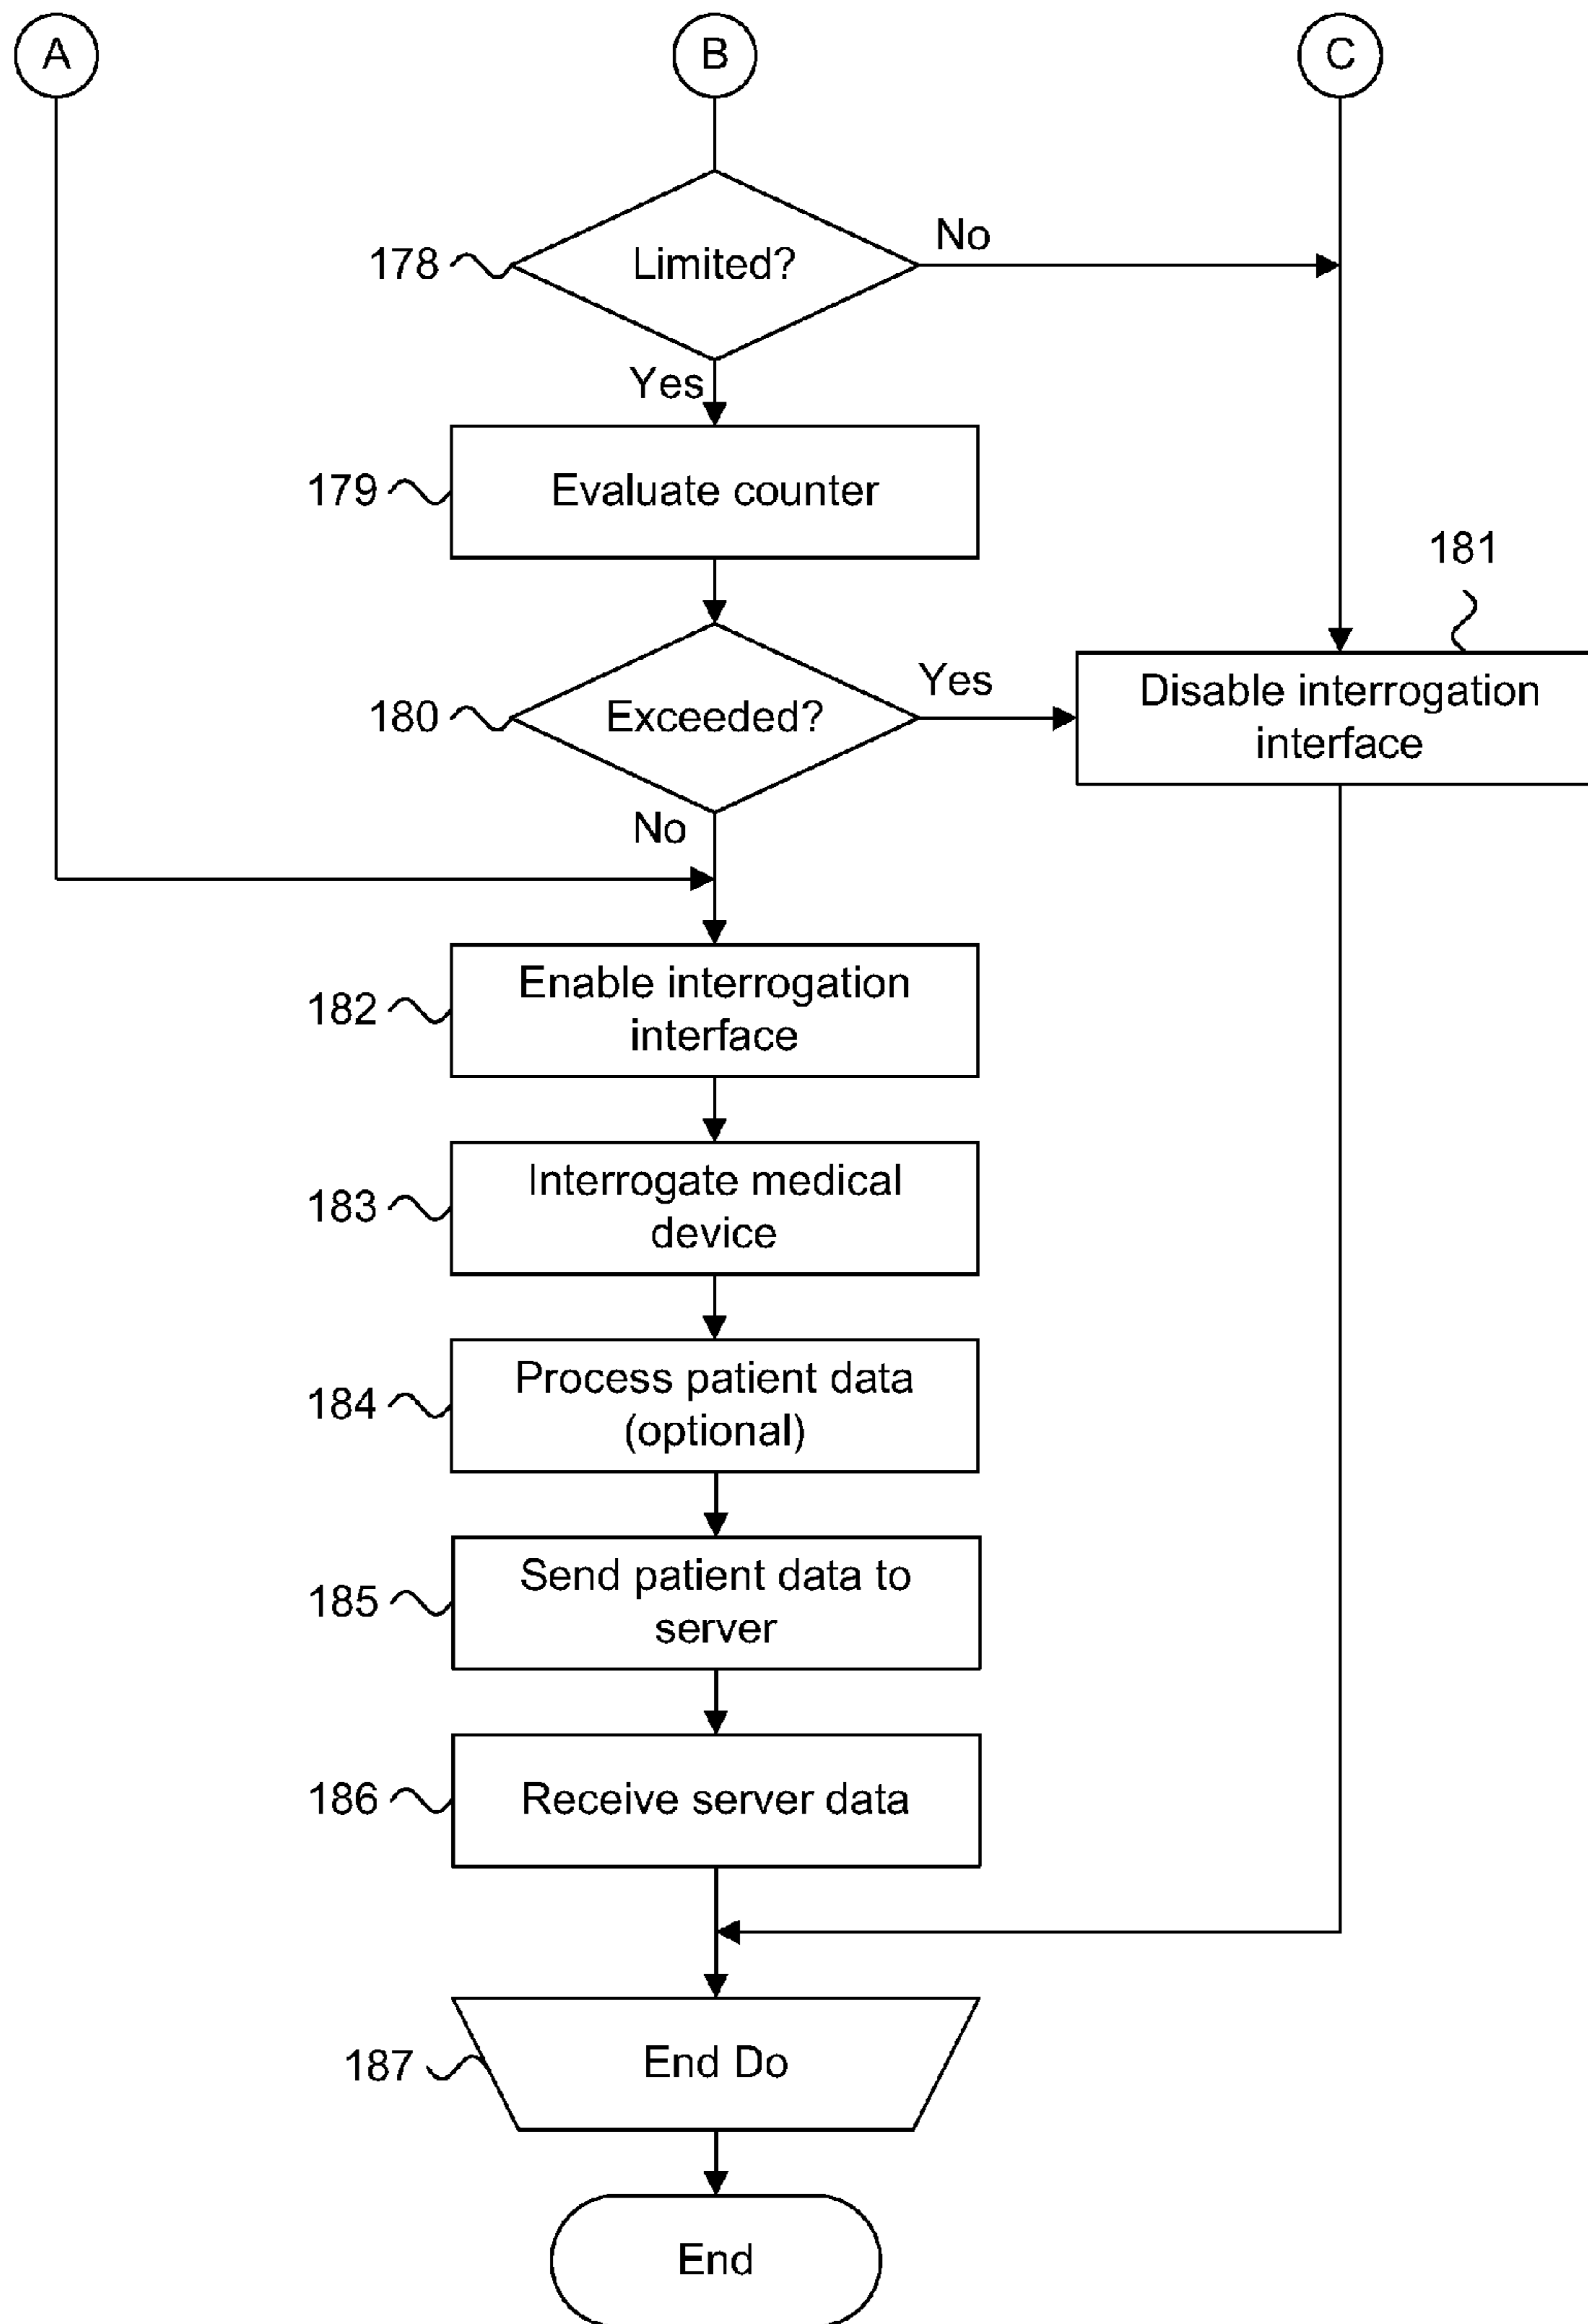 A
B
C
No
178
Limited?
Yes
179
Evaluate counter
181
Yes
Disable interrogation
interface
180
Exceeded?
No
182
Enable interrogation
interface
183
Interrogate medical
device
184
Process patient data
(optional)
185
Send patient data to
server
186
Receive server data
187
End Do
End